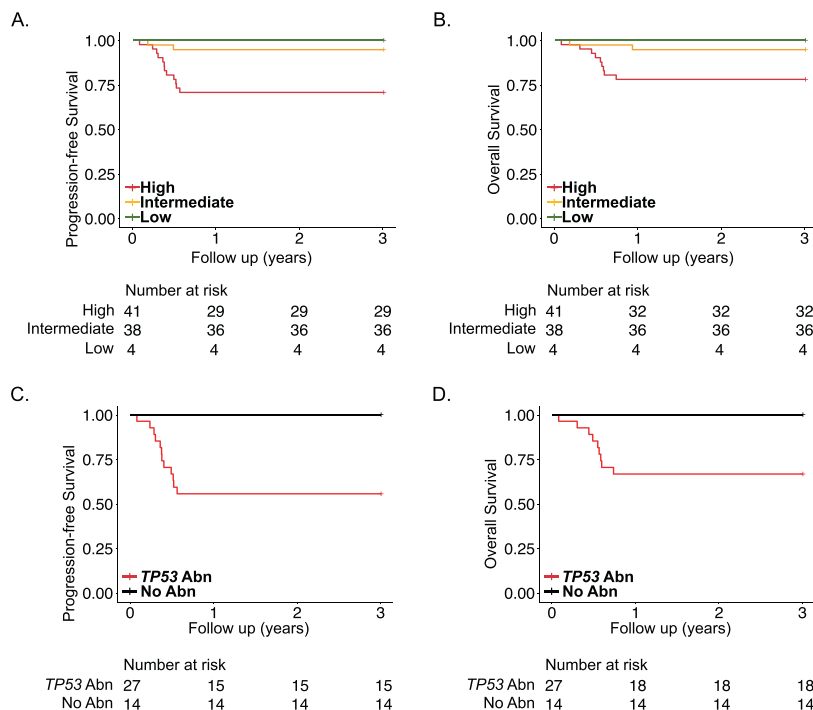 A.
Progression-free Survival
1.00
0.75
0.50
0.25
0.00
High
Intermediate
Low
0 1 2 3
Follow up (years)
Number at risk
High 41 29 29 29
Intermediate 38 36 36 36
Low 4 4 4 4
B.
Overall Survival
1.00
0.75
0.50
0.25
0.00
High
Intermediate
Low
0 1 2 3
Follow up (years)
Number at risk
High 41 32 32 32
Intermediate 38 36 36 36
Low 4 4 4 4
C.
Progression-free Survival
1.00
0.75
0.50
0.25
0.00
TP53 Abn
No Abn
0 1 2 3
Follow up (years)
Number at risk
TP53 Abn 27 15 15 15
No Abn 14 14 14 14
D.
Overall Survival
1.00
0.75
0.50
0.25
0.00
TP53 Abn
No Abn
0 1 2 3
Follow up (years)
Number at risk
TP53 Abn 27 18 18 18
No Abn 14 14 14 14